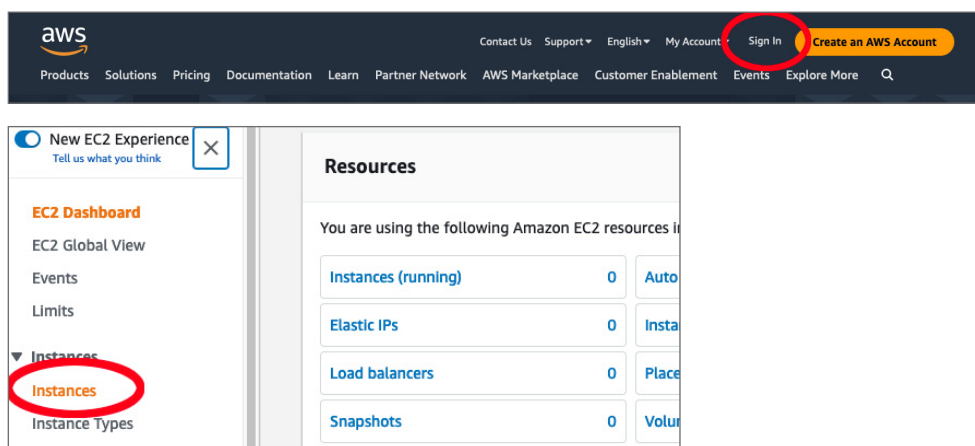 aws
Contact Us Support English My Account Sign In Create an AWS Account
Products Solutions Pricing Documentation Learn Partner Network AWS Marketplace Customer Enablement Events Explore More
New EC2 Experience
Tell us what you think
EC2 Dashboard
EC2 Global View
Events
Limits
Instances
Instances
Instance Types
Resources
You are using the following Amazon EC2 resources i
Instances (running) 0 Auto
Elastic IPs 0 Insta
Load balancers 0 Place
Snapshots 0 Volu